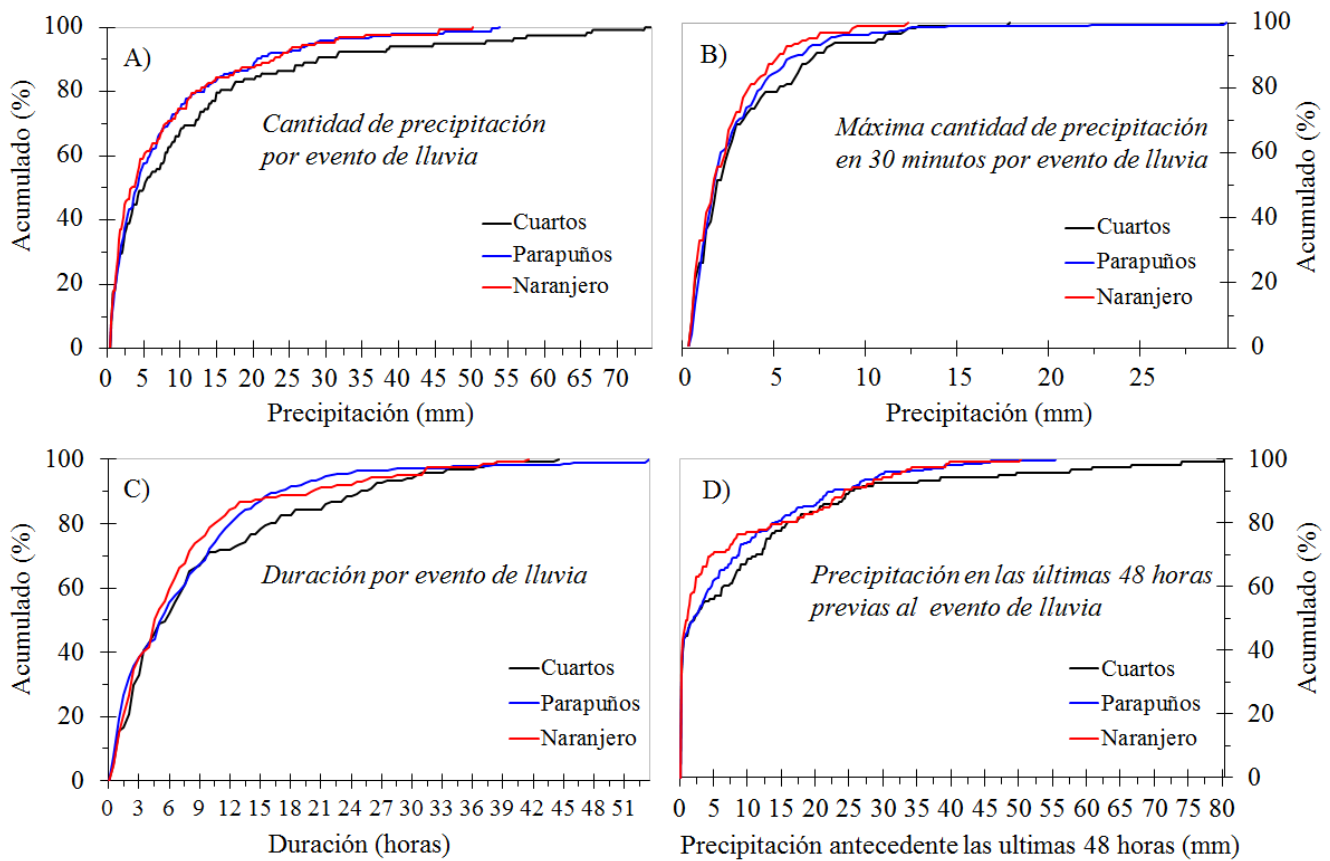 A)
Cantidad de precipitación
por evento de lluvia
Cuartos
Parapuños
Naranjero
Acumulado (%)
100
80
60
40
20
0
0 5 10 15 20 25 30 35 40 45 50 55 60 65 70
Precipitación (mm)
B)
Máxima cantidad de precipitación
en 30 minutos por evento de lluvia
Cuartos
Parapuños
Naranjero
Acumulado (%)
100
80
60
40
20
0
0 5 10 15 20 25
Precipitación (mm)
C)
Duración por evento de lluvia
Cuartos
Parapuños
Naranjero
Acumulado (%)
100
80
60
40
20
0
0 3 6 9 12 15 18 21 24 27 30 33 36 39 42 45 48 51
Duración (horas)
D)
Precipitación en las últimas 48 horas
previas al evento de lluvia
Cuartos
Parapuños
Naranjero
Acumulado (%)
100
80
60
40
20
0
0 5 10 15 20 25 30 35 40 45 50 55 60 65 70 75 80
Precipitación antecedente las ultimas 48 horas (mm)